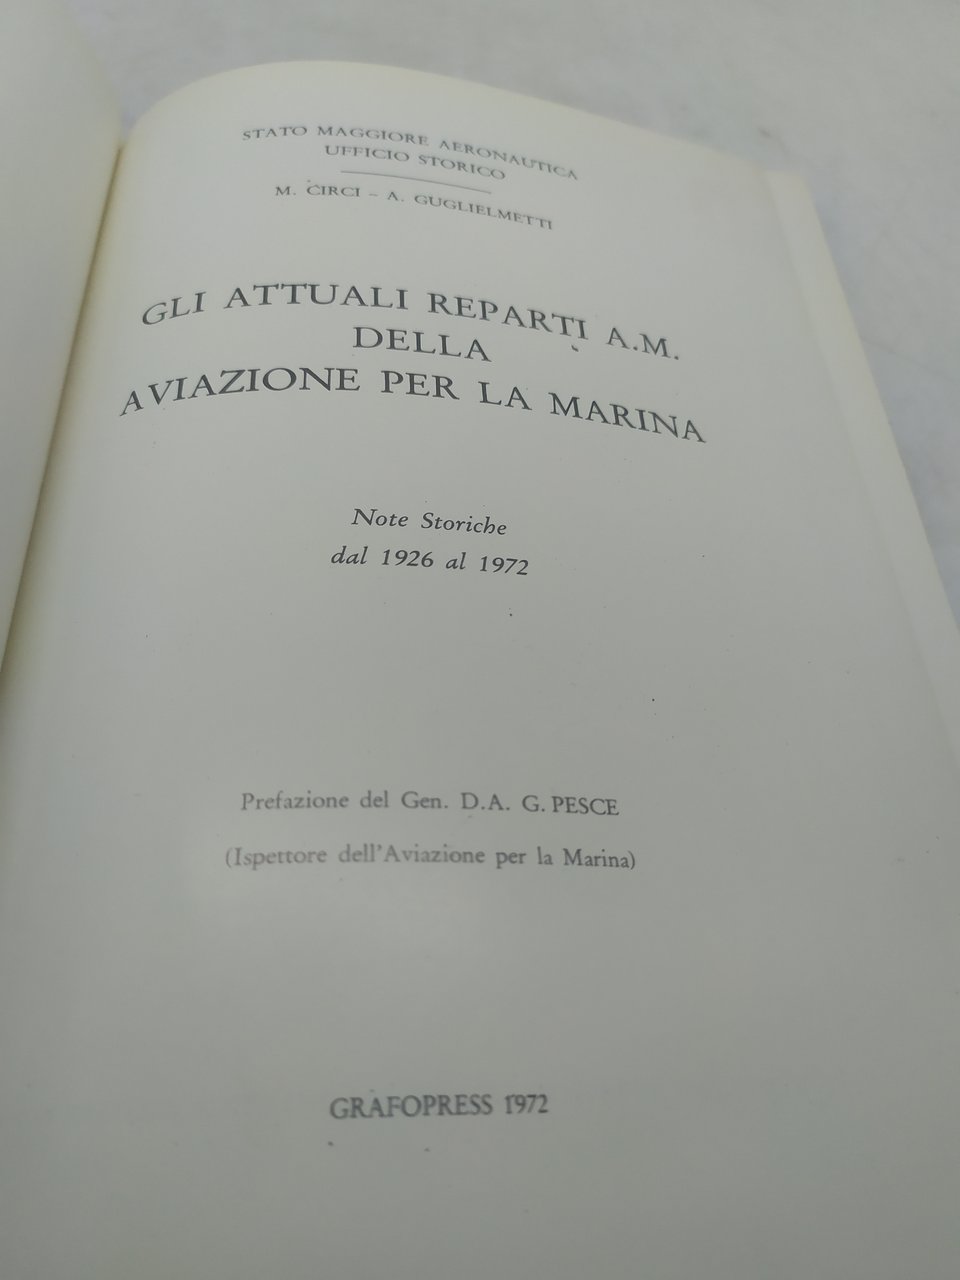 STATO MAGGIORE AERONAUTICA
UFFICIO STORICO
M. CIRCI - A. GUGLIELMETTI
GLI ATTUALI REPARTI A.M.
DELLA
AVIAZIONE PER LA MARINA
Note Storiche
dal 1926 al 1972
Prefazione del Gen. D.A. G. PESCE
(Ispettore dell'Aviazione per la Marina)
GRAFOPRESS 1972